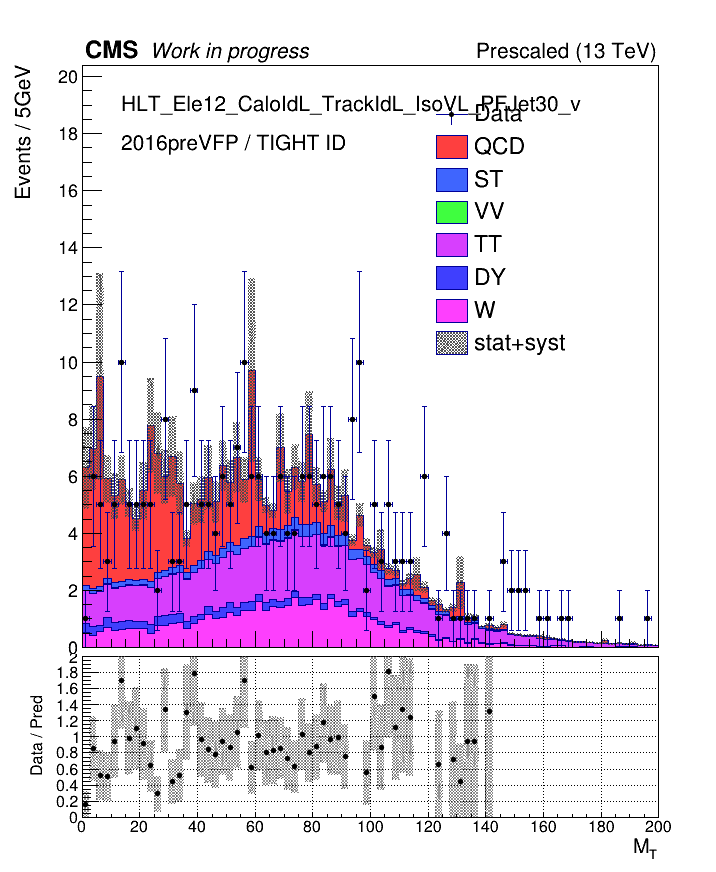 CMS Work in progress Prescaled (13 TeV)
Events / 5GeV
HLT_Ele12_CaloIdL_TrackIdL_IsoVL_PFJet30_v
2016preVFP / TIGHT ID
Data
QCD
ST
VV
TT
DY
W
stat+syst
20
18
16
14
12
10
8
6
4
2
0
Data / Pred
2
1.8
1.6
1.4
1.2
1
0.8
0.6
0.4
0.2
0
0 20 40 60 80 100 120 140 160 180 200
M_T